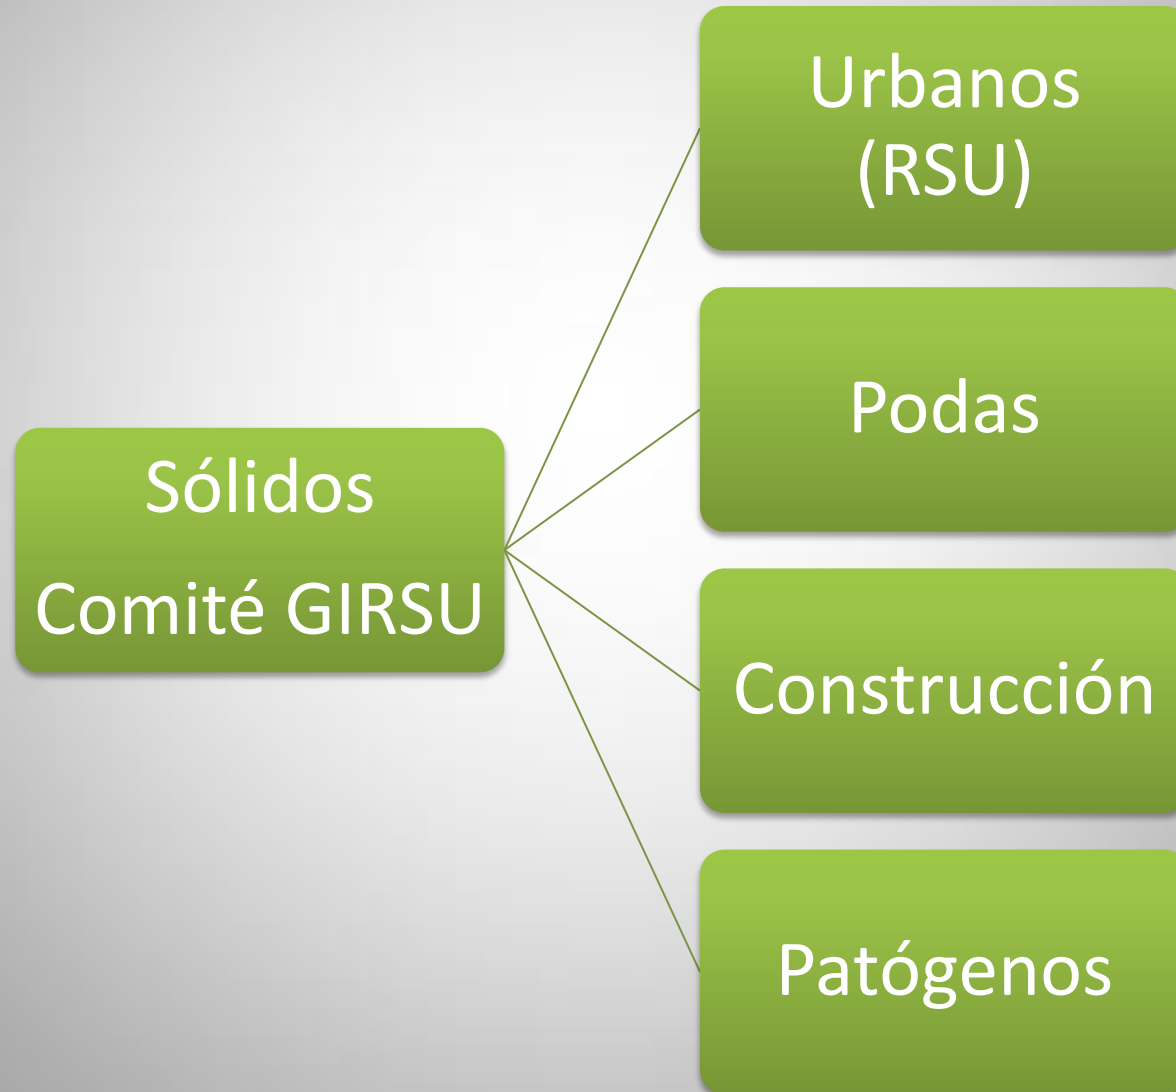 Sólidos
Comité GIRSU
Urbanos
(RSU)
Podas
Construcción
Patógenos